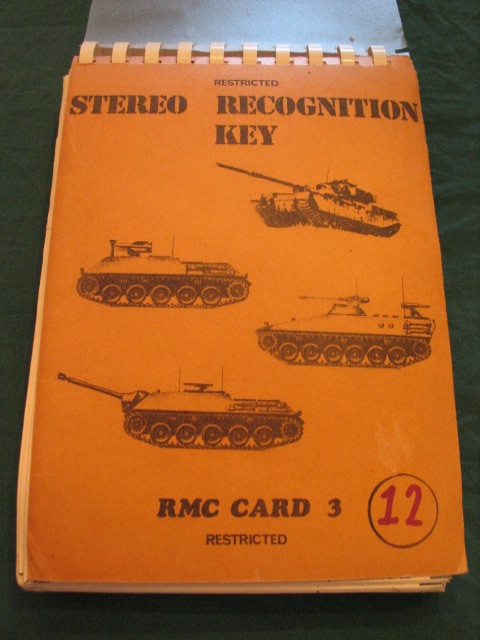 RESTRICTED
STEREO RECOGNITION
KEY
RMC CARD 3
12
RESTRICTED